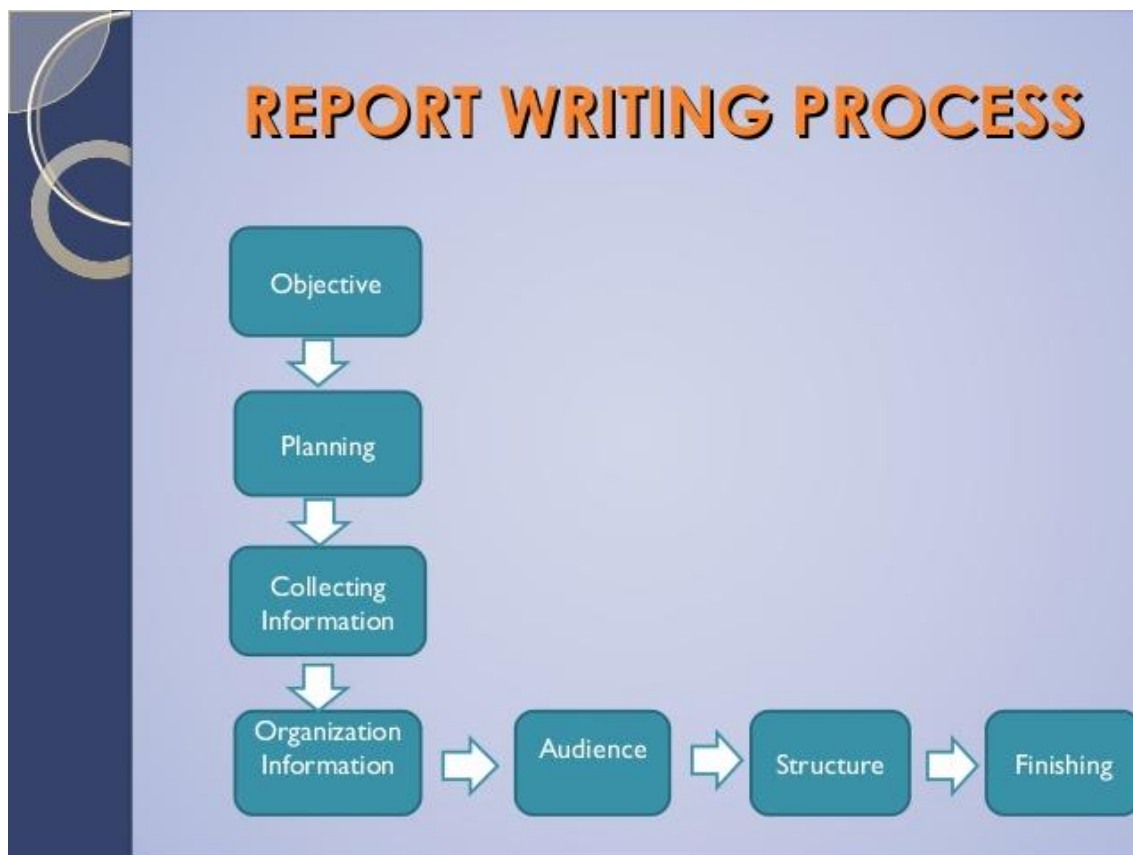 REPORT WRITING PROCESS
Objective
Planning
Collecting
Information
Organization
Information
Audience
Structure
Finishing